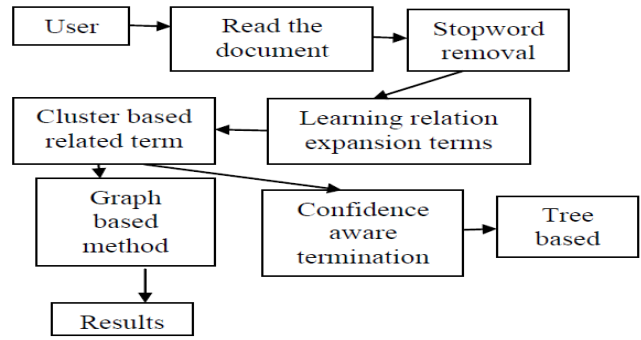 User
Read the
document
Stopword
removal
Cluster based
related term
Learning relation
expansion terms
Graph
based
method
Confidence
aware
termination
Tree
based
Results